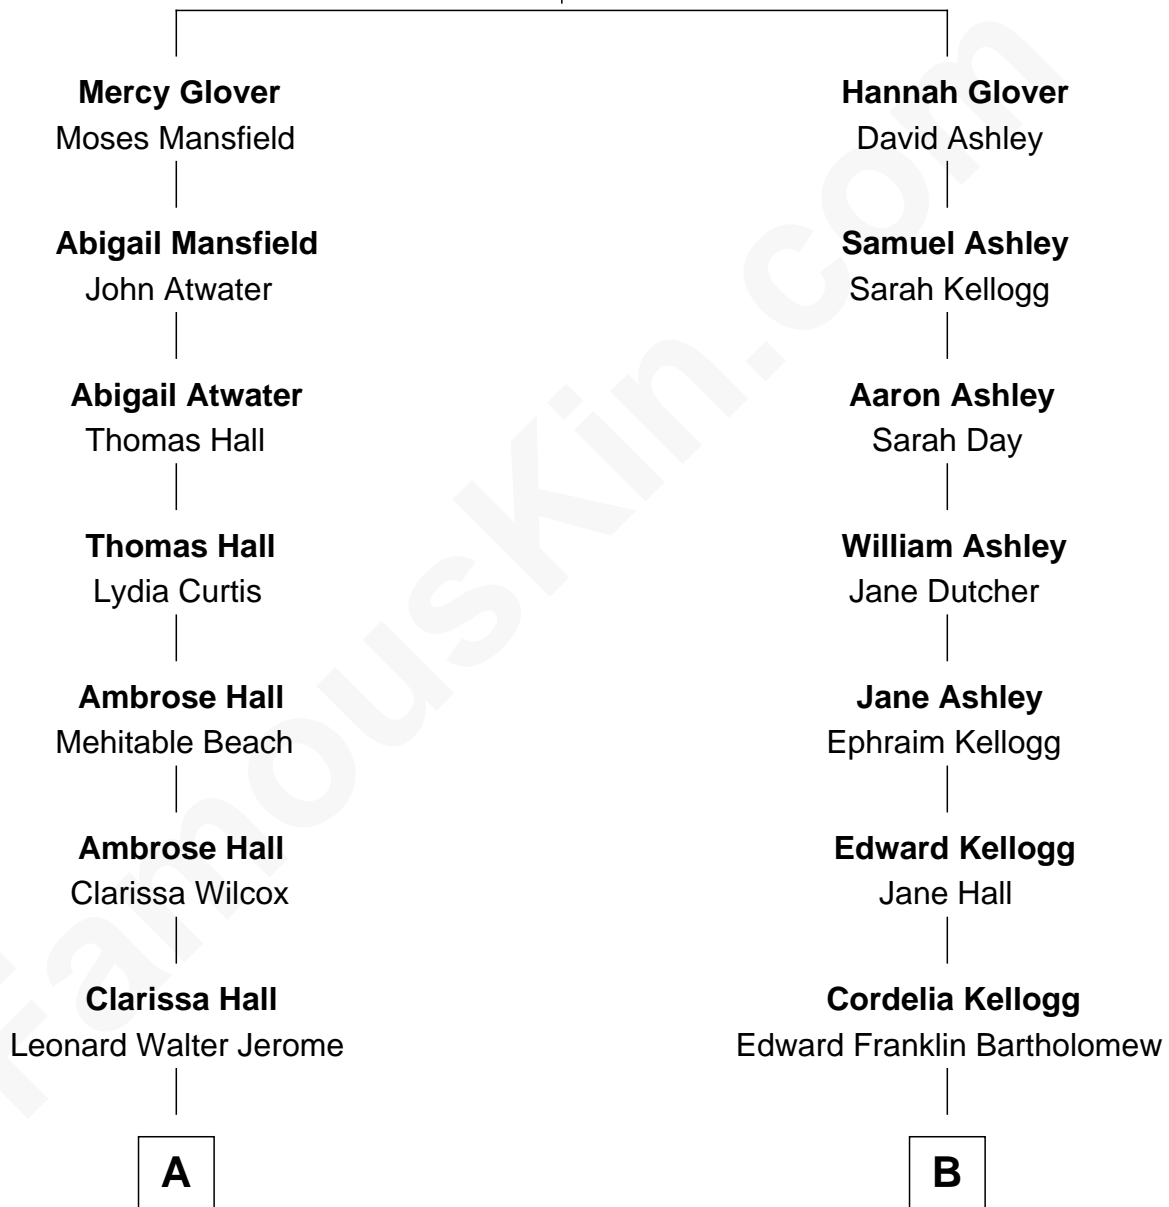 Mercy Glover
Moses Mansfield
Abigail Mansfield
John Atwater
Abigail Atwater
Thomas Hall
Thomas Hall
Lydia Curtis
Ambrose Hall
Mehitable Beach
Ambrose Hall
Clarissa Wilcox
Clarissa Hall
Leonard Walter Jerome
A
Hannah Glover
David Ashley
Samuel Ashley
Sarah Kellogg
Aaron Ashley
Sarah Day
William Ashley
Jane Dutcher
Jane Ashley
Ephraim Kellogg
Edward Kellogg
Jane Hall
Cordelia Kellogg
Edward Franklin Bartholomew
B
FamousKin.com